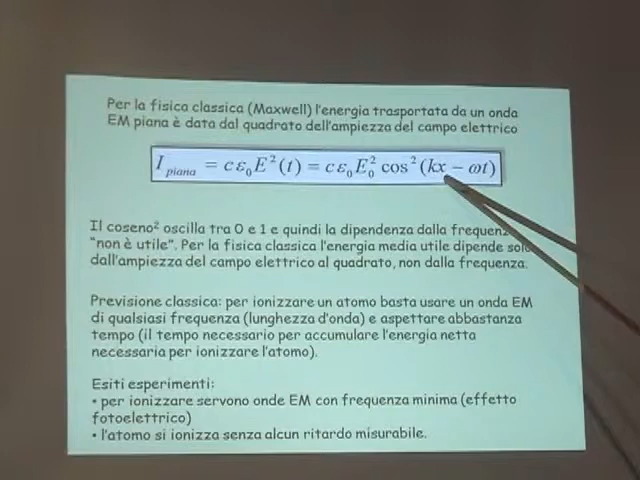 Per la fisica classica (Maxwell) l'energia trasportata da un onda
EM piana è data dal quadrato dell'ampiezza del campo elettrico
I piana = cε₀E²(t) = cε₀E₀² cos²(kx − ωt)
Il coseno² oscilla tra 0 e 1 e quindi la dipendenza dalla
"non è utile". Per la fisica classica l'energia media utile dipende
dall'ampiezza del campo elettrico al quadrato, non dalla frequenza.
Previsione classica: per ionizzare un atomo basta usare un onda EM
di qualsiasi frequenza (lunghezza d'onda) e aspettare abbastanza
tempo (il tempo necessario per accumulare l'energia netta
necessaria per ionizzare l'atomo).
Esiti esperimenti:
• per ionizzare servono onde EM con frequenza minima (effetto
fotoelettrico)
• l'atomo si ionizza senza alcun ritardo misurabile.